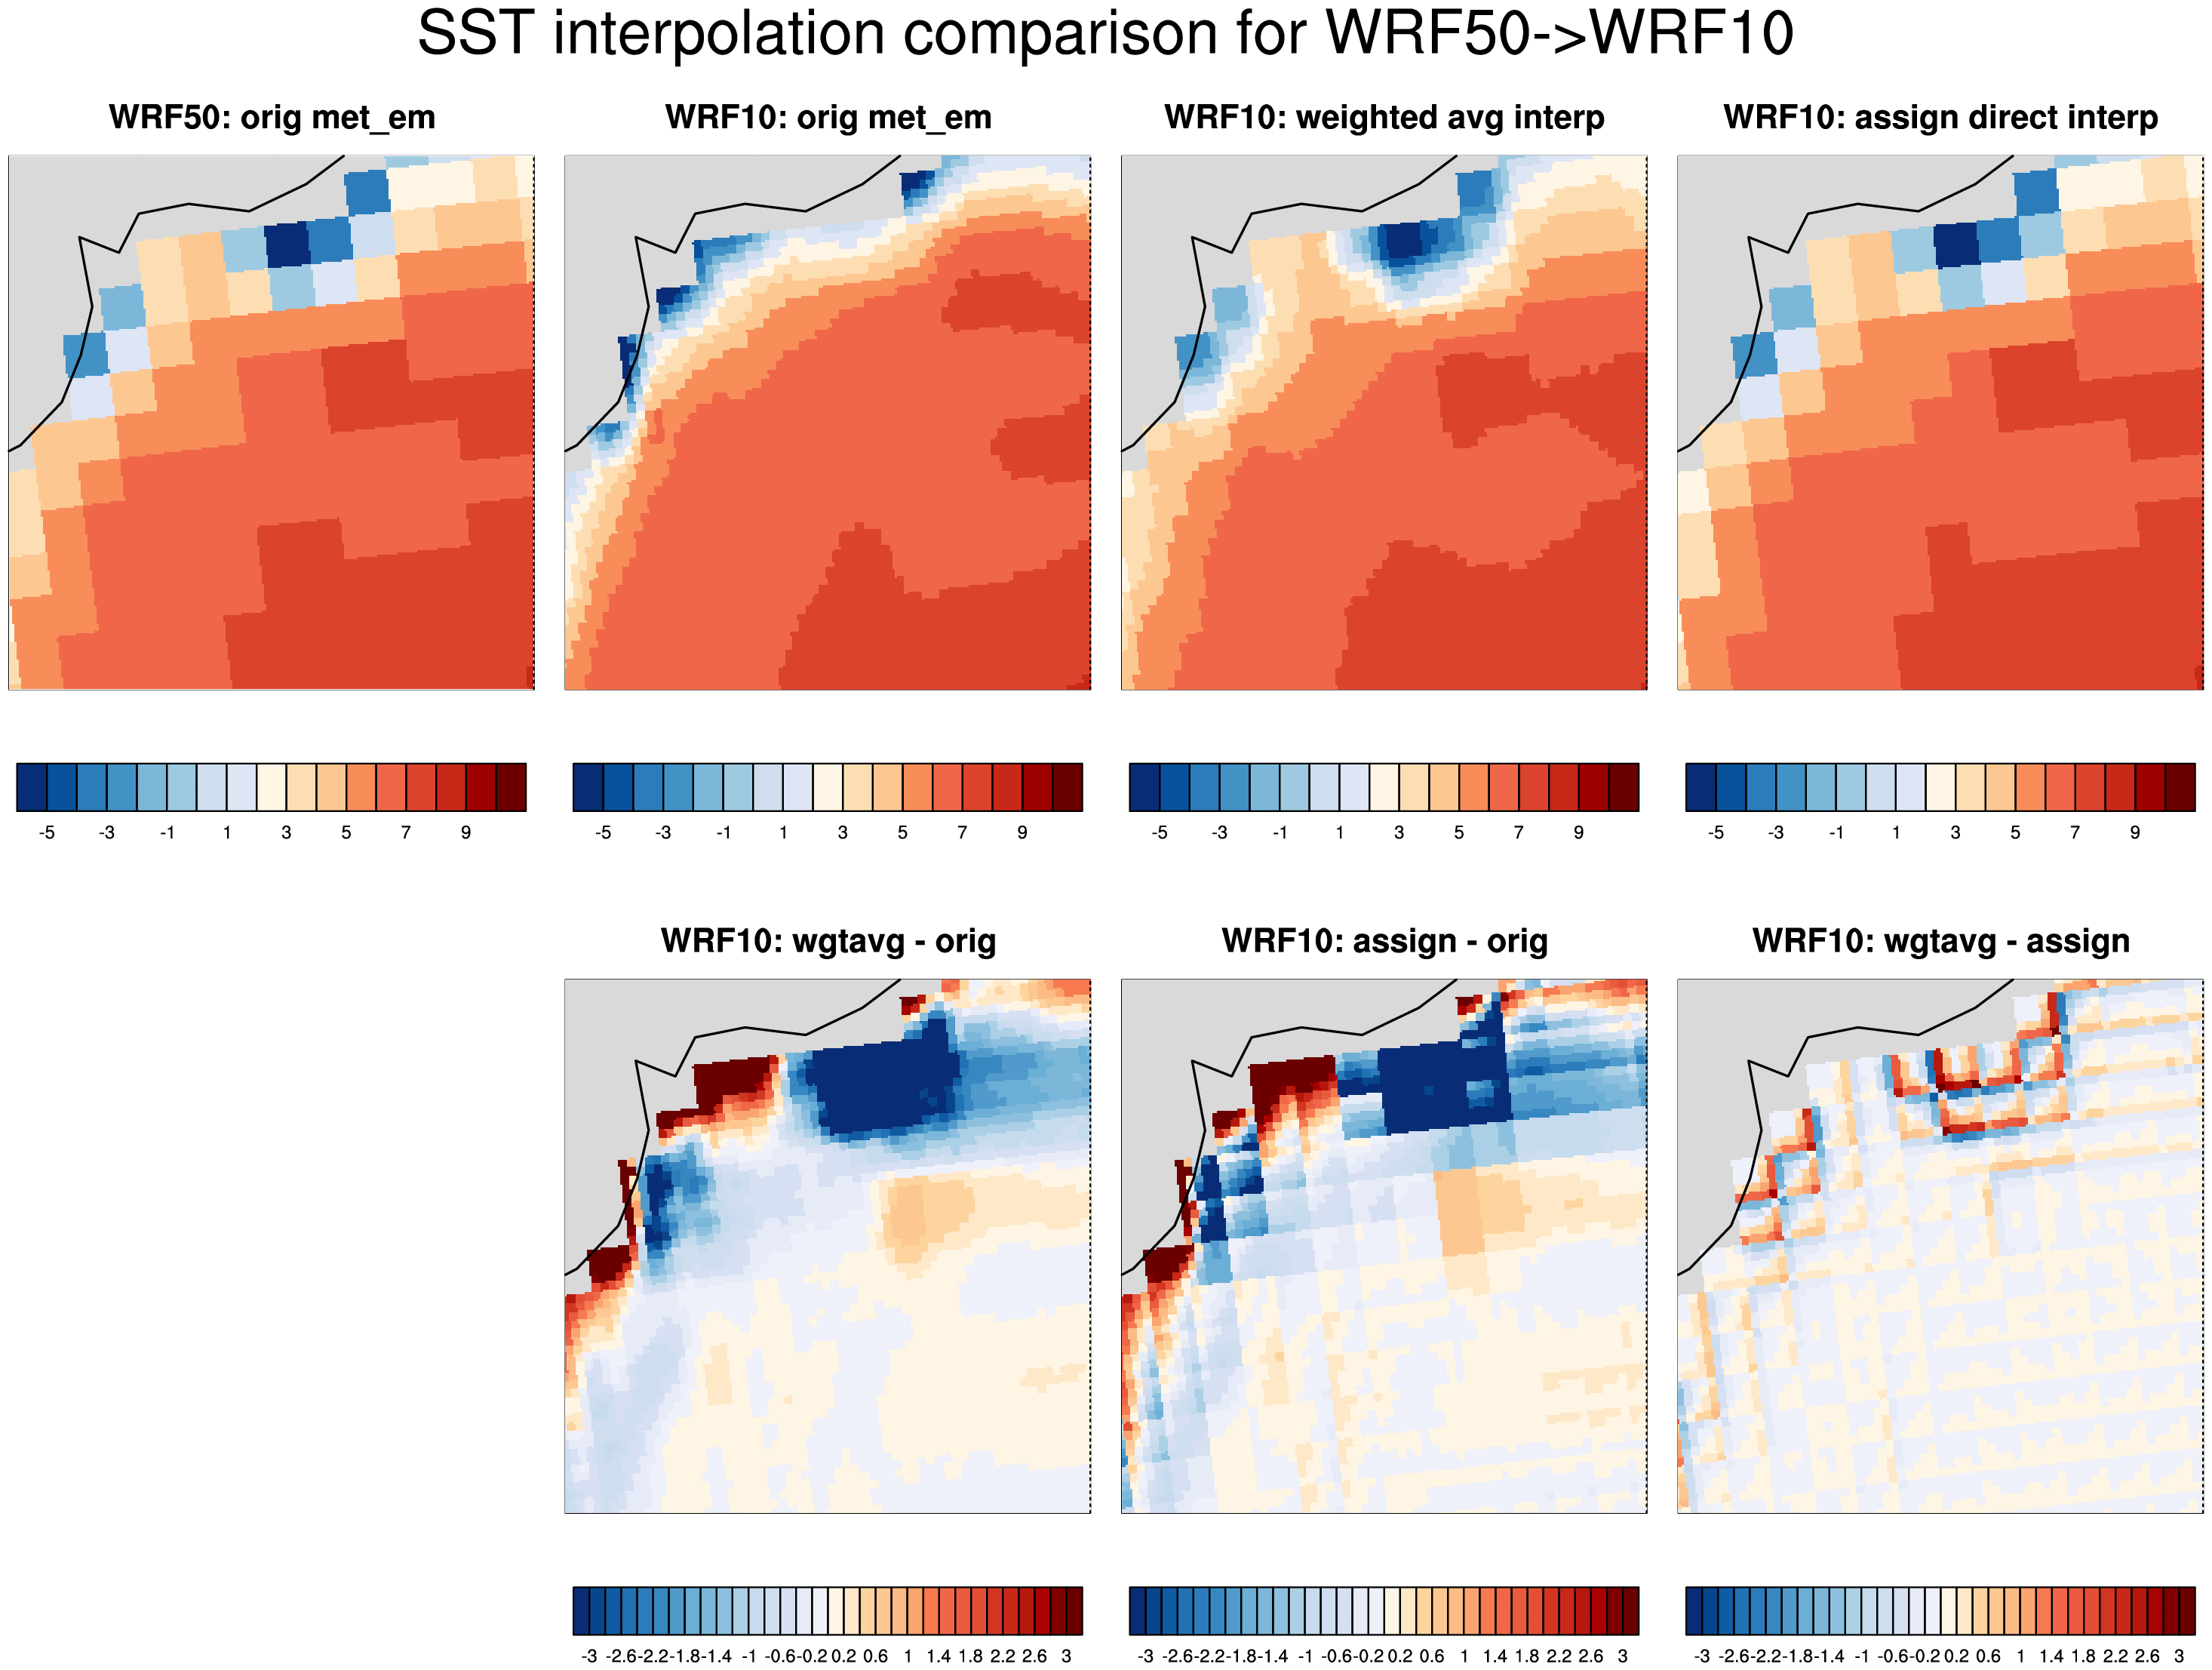 SST interpolation comparison for WRF50->WRF10
WRF50: orig met_em
WRF10: orig met_em
WRF10: weighted avg interp
WRF10: assign direct interp
-5 -3 -1 1 3 5 7 9
-5 -3 -1 1 3 5 7 9
-5 -3 -1 1 3 5 7 9
-5 -3 -1 1 3 5 7 9
WRF10: wgtavg - orig
WRF10: assign - orig
WRF10: wgtavg - assign
-3 -2.6 -2.2 -1.8 -1.4 -1 -0.6 -0.2 0.2 0.6 1 1.4 1.8 2.2 2.6 3
-3 -2.6 -2.2 -1.8 -1.4 -1 -0.6 -0.2 0.2 0.6 1 1.4 1.8 2.2 2.6 3
-3 -2.6 -2.2 -1.8 -1.4 -1 -0.6 -0.2 0.2 0.6 1 1.4 1.8 2.2 2.6 3